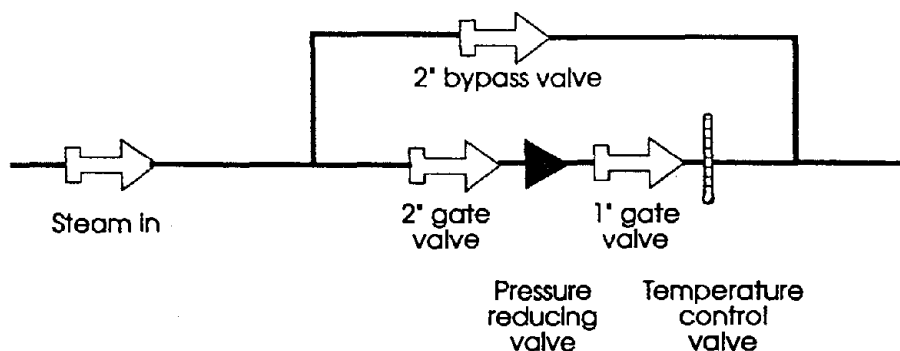 2" bypass valve
Steam in
2" gate
valve
1" gate
valve
Pressure
reducing
valve
Temperature
control
valve